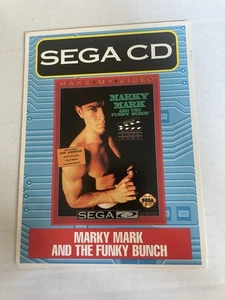 SEGA CD
MAKE MY VIDEO
MARKY
MARK
AND THE
FUNKY BUNCH
SEGA CD
MARKY MARK
AND THE FUNKY BUNCH